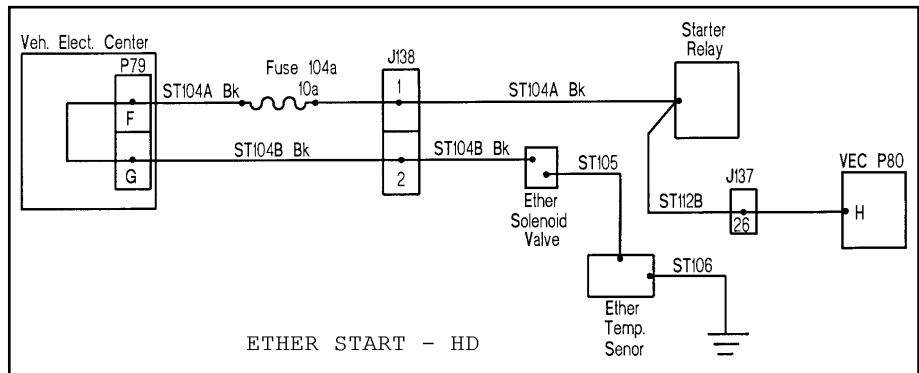 Veh. Elect. Center
P79
F
G
ST104A Bk
Fuse 104a
10a
J138
1
2
ST104A Bk
Starter
Relay
ST104B Bk
ST104B Bk
ST105
Ether
Solenoid
Valve
ST112B
J137
26
VEC P80
H
ST106
Ether
Temp.
Senor
ETHER START - HD